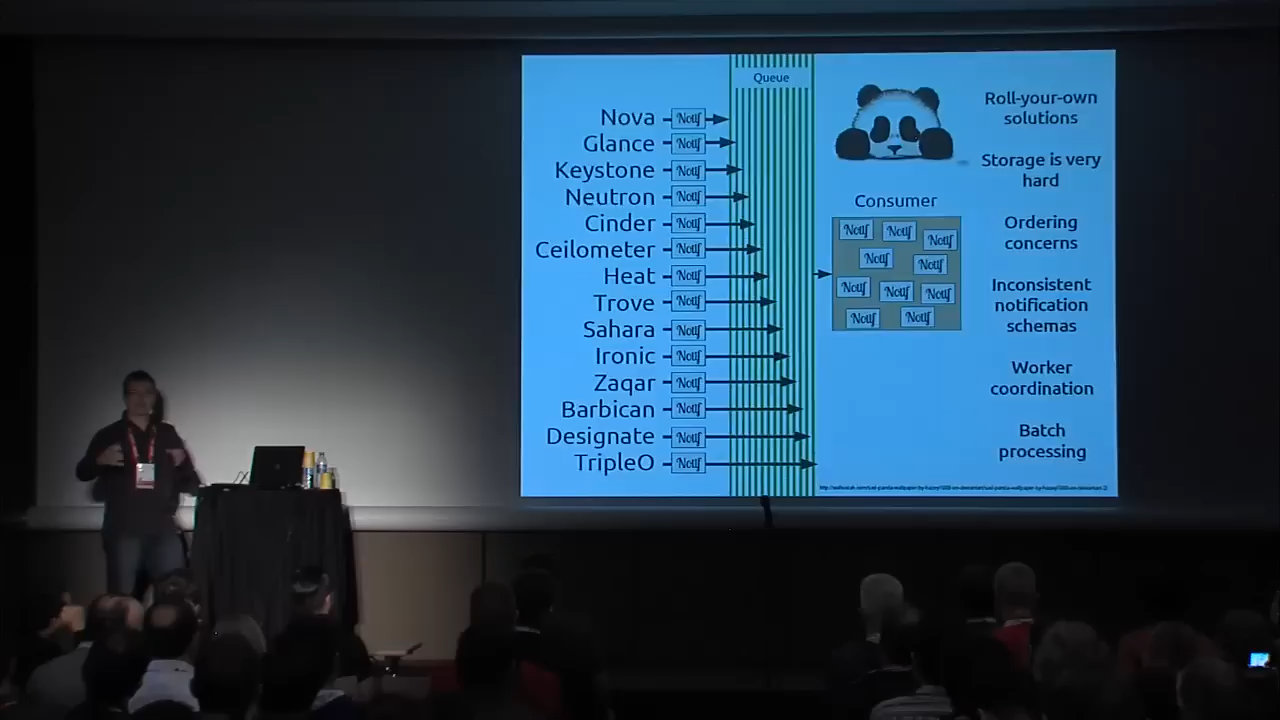 Queue
Nova
Notif
Glance
Notif
Keystone
Notif
Neutron
Notif
Cinder
Notif
Ceilometer
Notif
Heat
Notif
Trove
Notif
Sahara
Notif
Ironic
Notif
Zaqar
Notif
Barbican
Notif
Designate
Notif
TripleO
Notif
Consumer
Notif
Notif
Notif
Notif
Notif
Notif
Notif
Notif
Notif
Notif
Roll-your-own
solutions
Storage is very
hard
Ordering
concerns
Inconsistent
notification
schemas
Worker
coordination
Batch
processing